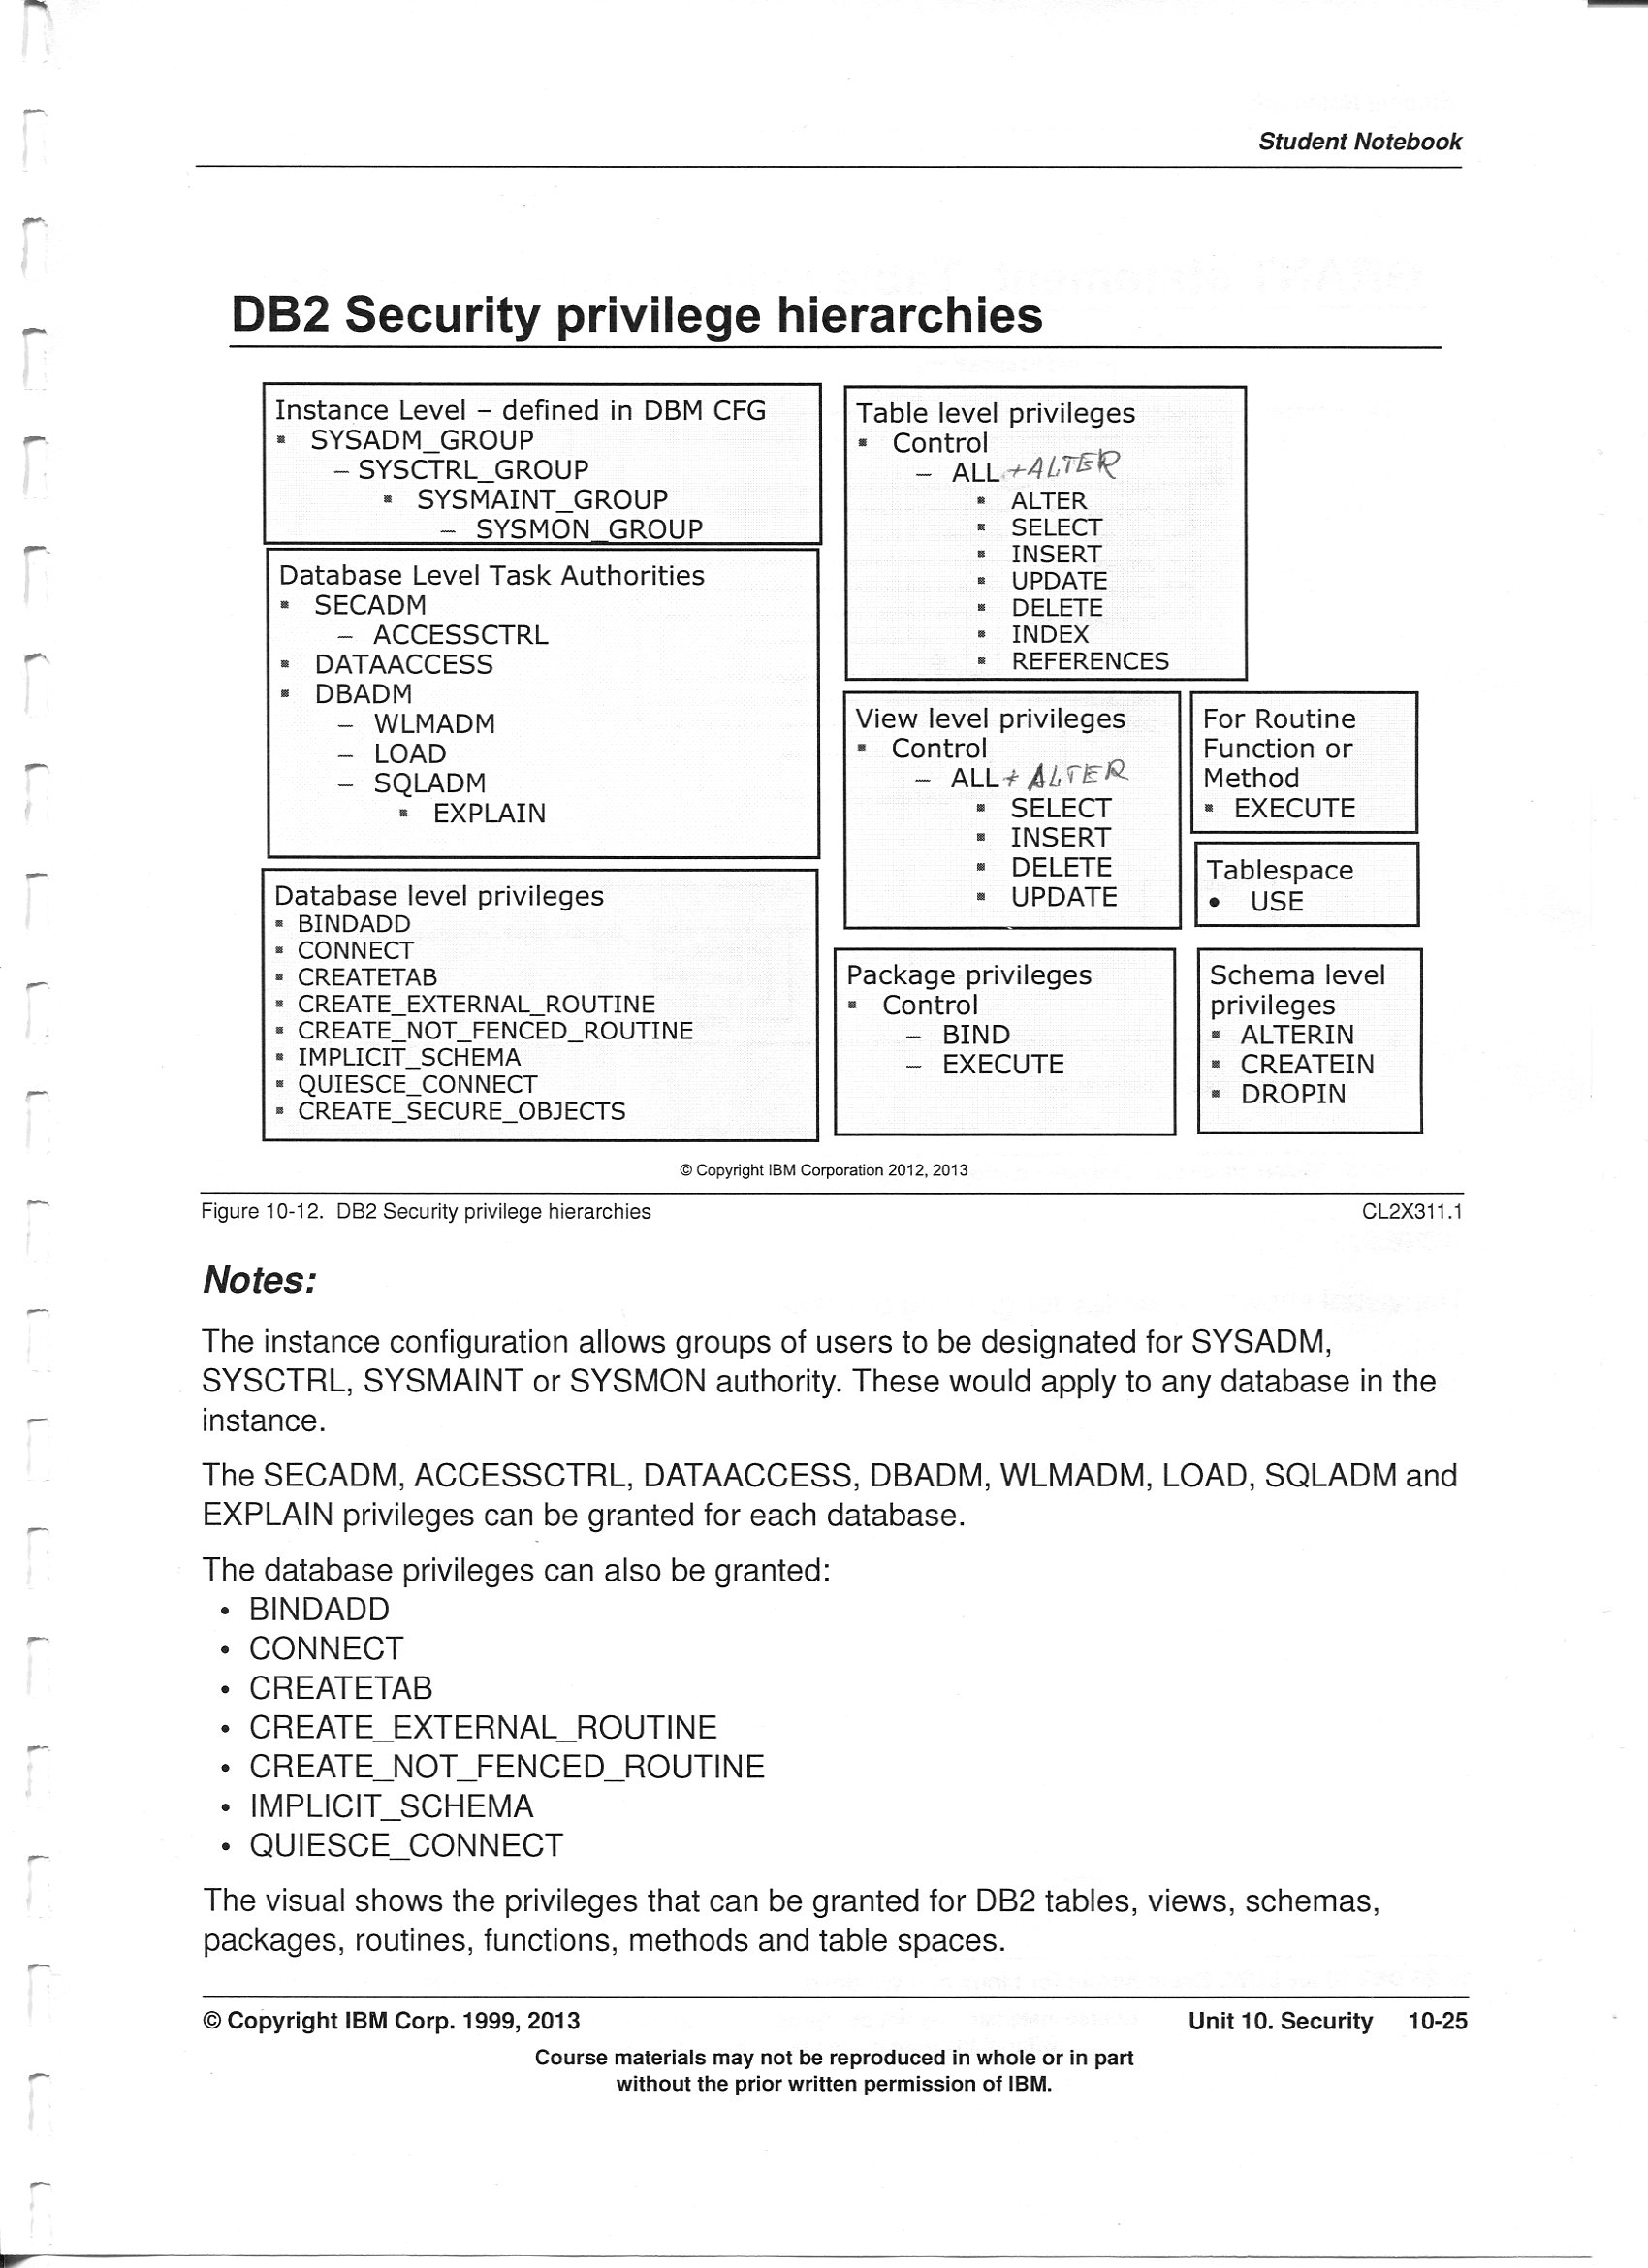 Student Notebook
DB2 Security privilege hierarchies
Instance Level – defined in DBM CFG
▪ SYSADM_GROUP
– SYSCTRL_GROUP
▪ SYSMAINT_GROUP
– SYSMON_GROUP
Database Level Task Authorities
▪ SECADM
– ACCESSCTRL
▪ DATAACCESS
▪ DBADM
– WLMADM
– LOAD
– SQLADM
▪ EXPLAIN
Database level privileges
▪ BINDADD
▪ CONNECT
▪ CREATETAB
▪ CREATE_EXTERNAL_ROUTINE
▪ CREATE_NOT_FENCED_ROUTINE
▪ IMPLICIT_SCHEMA
▪ QUIESCE_CONNECT
▪ CREATE_SECURE_OBJECTS
Table level privileges
▪ Control
– ALL +ALTER
▪ ALTER
▪ SELECT
▪ INSERT
▪ UPDATE
▪ DELETE
▪ INDEX
▪ REFERENCES
View level privileges
▪ Control
– ALL + ALTER
▪ SELECT
▪ INSERT
▪ DELETE
▪ UPDATE
For Routine
Function or
Method
▪ EXECUTE
Tablespace
• USE
Package privileges
▪ Control
– BIND
– EXECUTE
Schema level
privileges
▪ ALTERIN
▪ CREATEIN
▪ DROPIN
© Copyright IBM Corporation 2012, 2013
Figure 10-12. DB2 Security privilege hierarchies CL2X311.1
Notes:
The instance configuration allows groups of users to be designated for SYSADM,
SYSCTRL, SYSMAINT or SYSMON authority. These would apply to any database in the
instance.
The SECADM, ACCESSCTRL, DATAACCESS, DBADM, WLMADM, LOAD, SQLADM and
EXPLAIN privileges can be granted for each database.
The database privileges can also be granted:
• BINDADD
• CONNECT
• CREATETAB
• CREATE_EXTERNAL_ROUTINE
• CREATE_NOT_FENCED_ROUTINE
• IMPLICIT_SCHEMA
• QUIESCE_CONNECT
The visual shows the privileges that can be granted for DB2 tables, views, schemas,
packages, routines, functions, methods and table spaces.
© Copyright IBM Corp. 1999, 2013 Unit 10. Security 10-25
Course materials may not be reproduced in whole or in part
without the prior written permission of IBM.